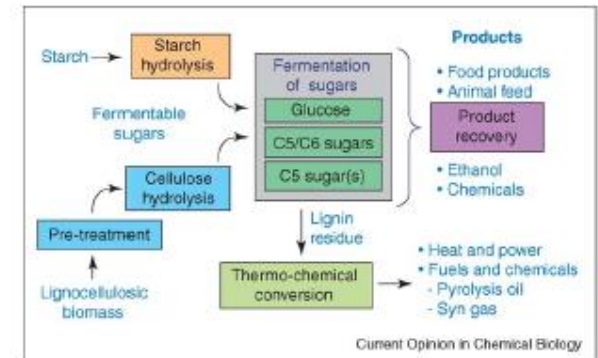 Products
Starch
Starch
hydrolysis
Fermentation
of sugars
Glucose
C5/C6 sugars
C5 sugar(s)
• Food products
• Animal feed
Product
recovery
• Ethanol
• Chemicals
Fermentable
sugars
Cellulose
hydrolysis
Pre-treatment
Lignocellulosic
biomass
Lignin
residue
Thermo-chemical
conversion
• Heat and power
• Fuels and chemicals
- Pyrolysis oil
- Syn gas
Current Opinion in Chemical Biology